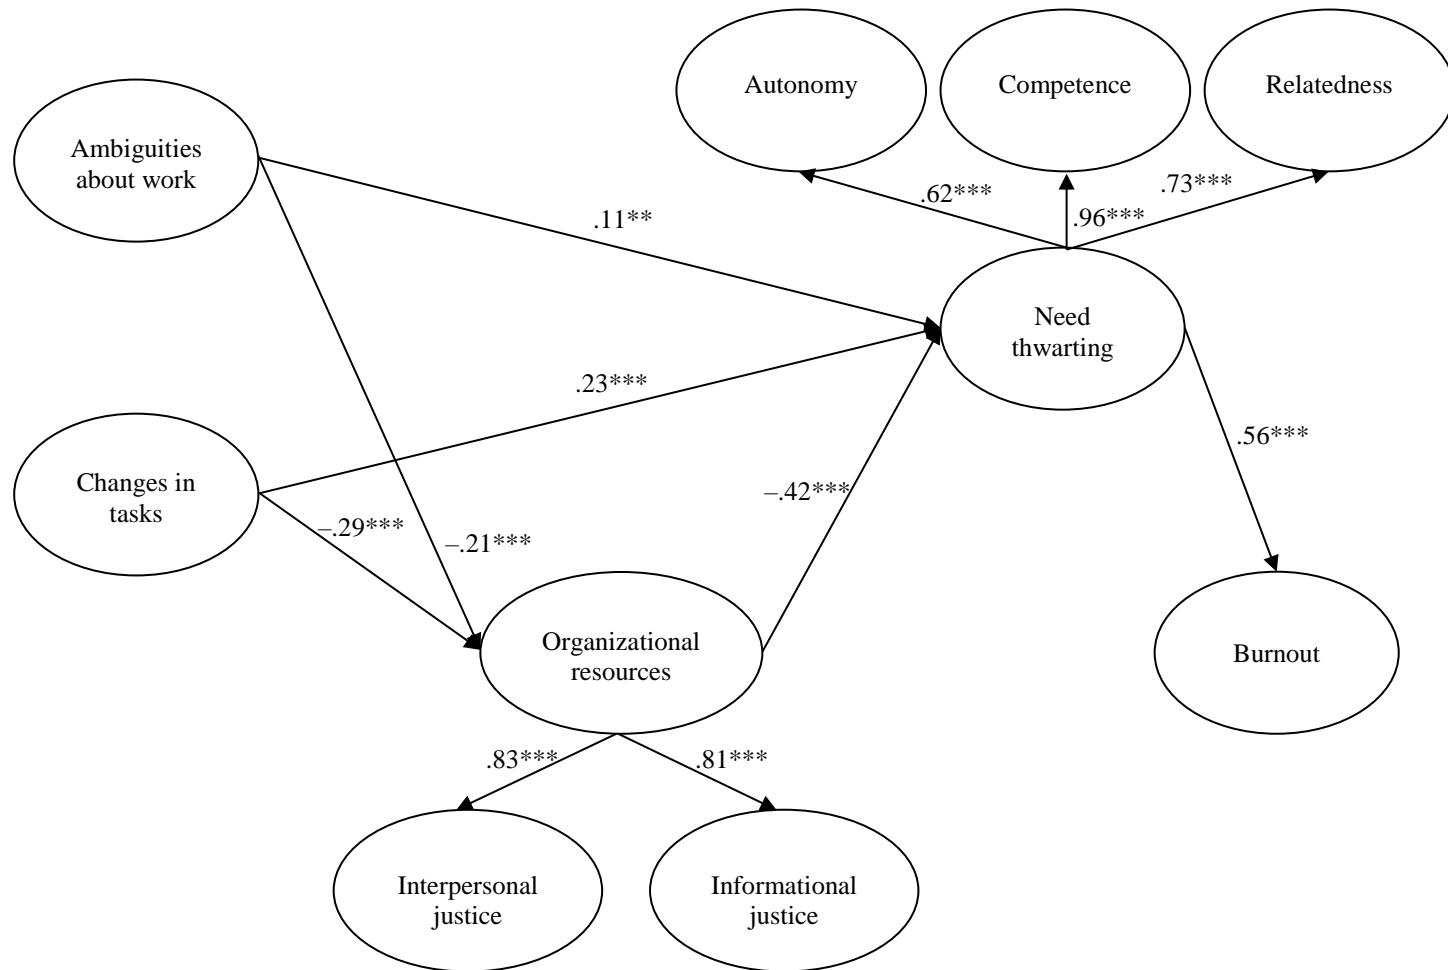 Autonomy
Competence
Relatedness
Ambiguities
about work
.62***
.96***
.73***
.11**
Need
thwarting
.23***
.56***
Changes in
tasks
–.42***
–.29***
–.21***
Organizational
resources
Burnout
.83***
.81***
Interpersonal
justice
Informational
justice